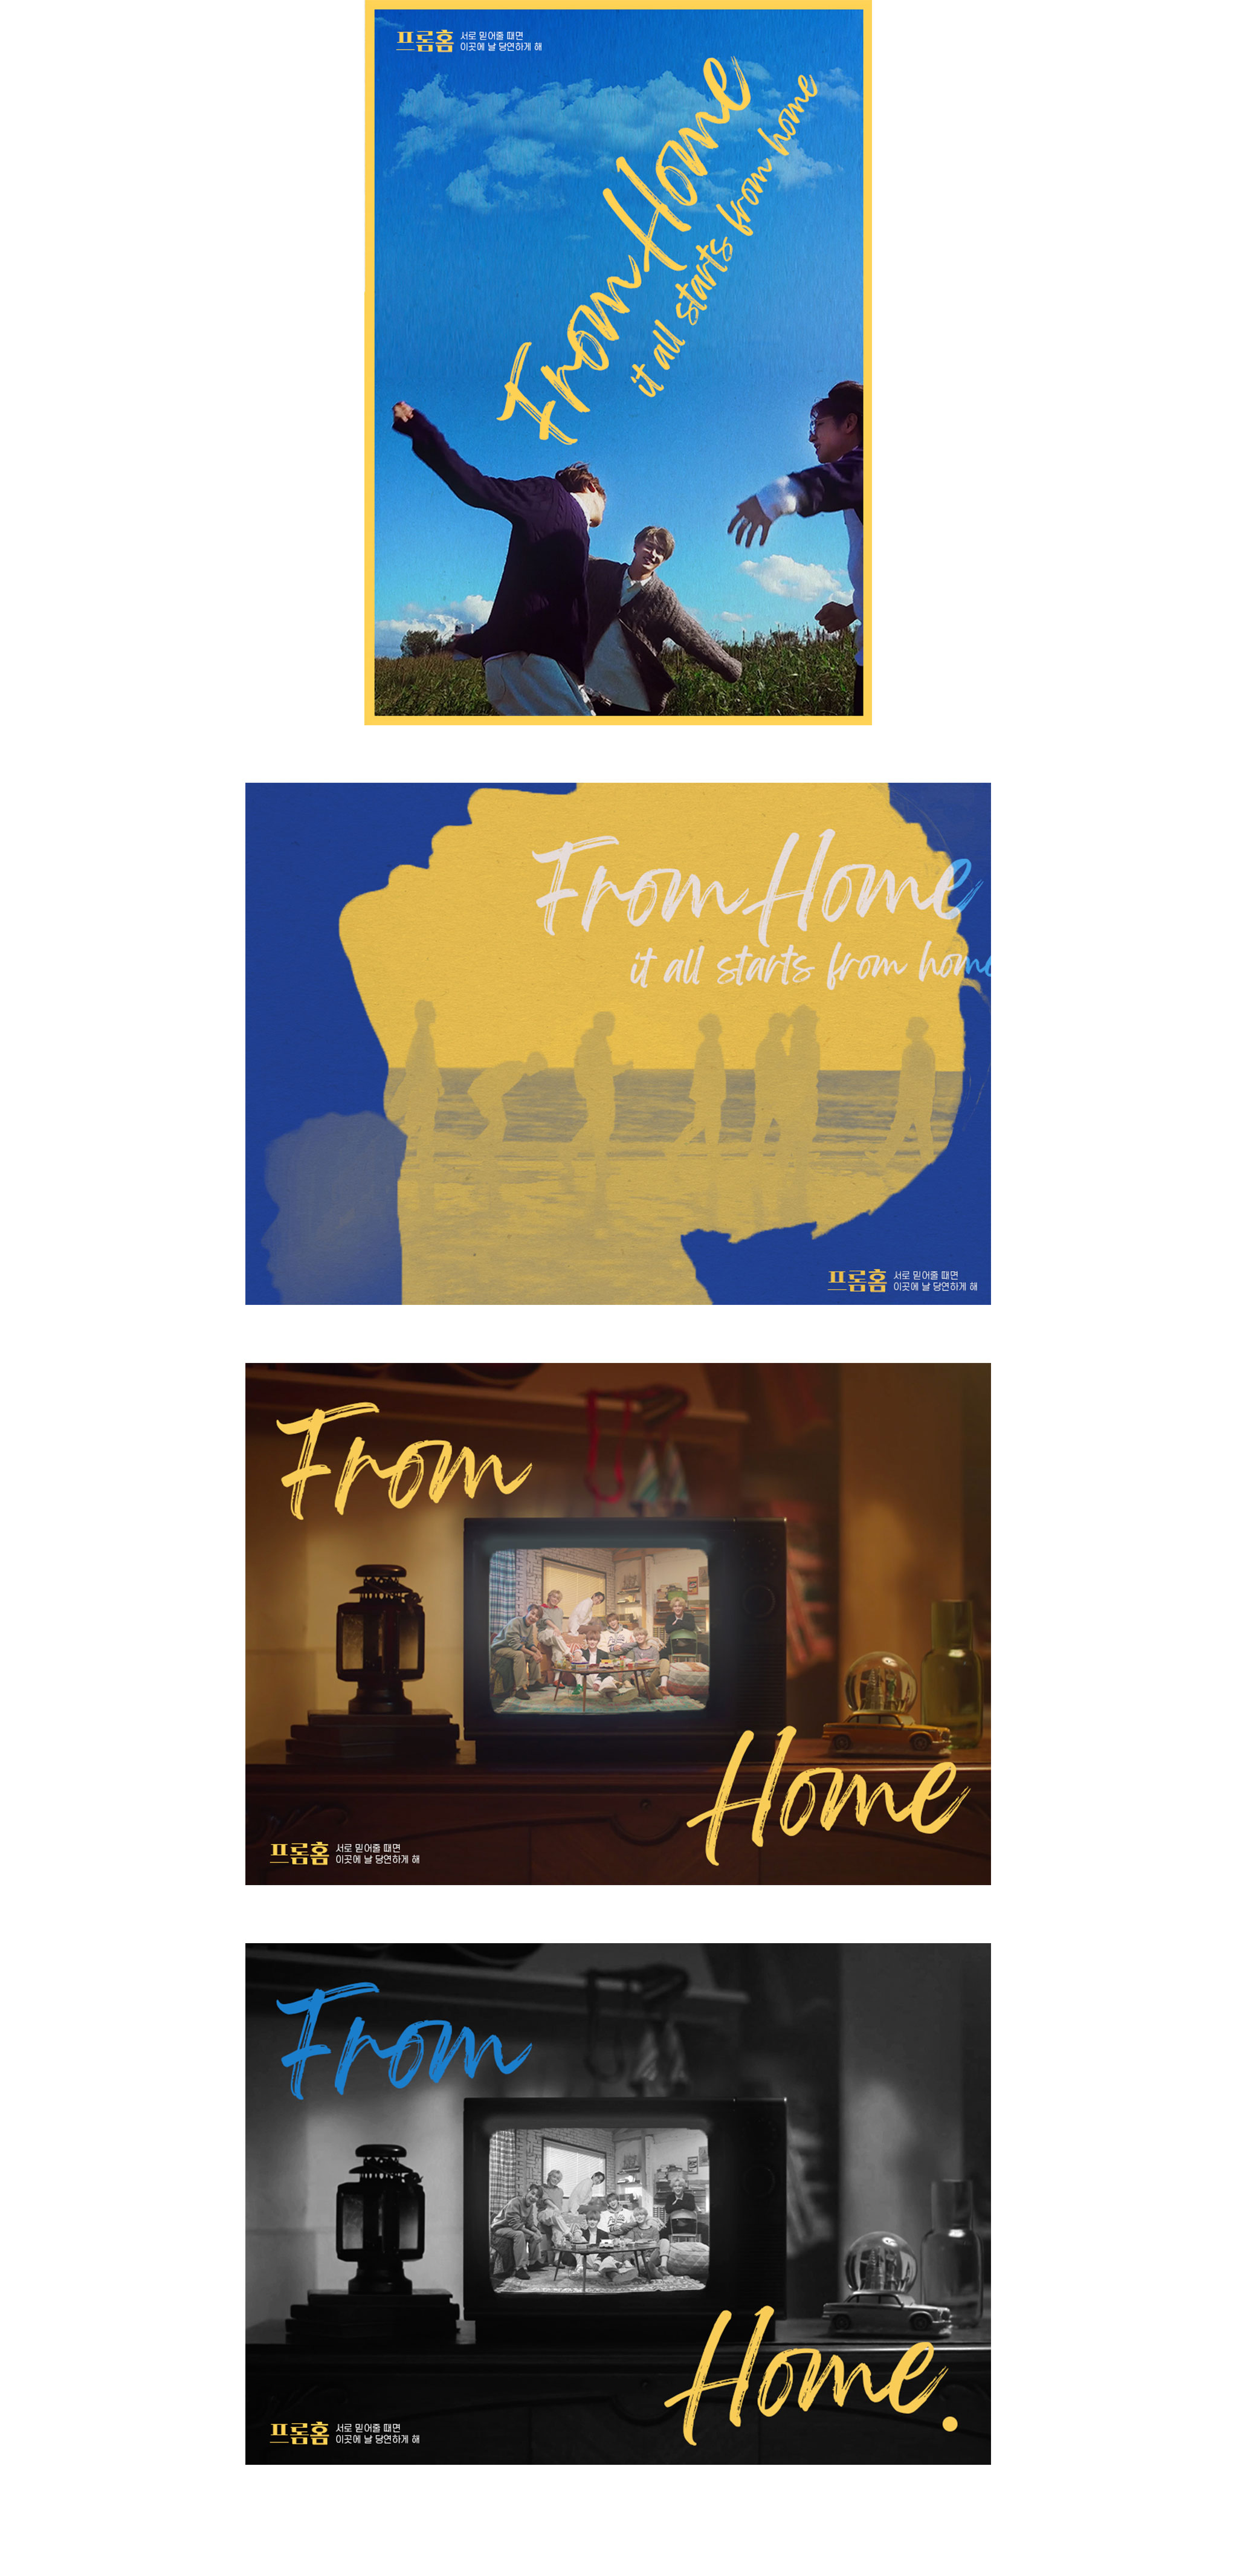 프롬홈
서로 믿어줄 때면
이곳에 날 당연하게 해
From Home
it all starts from home
From Home
it all starts from home
프롬홈
서로 믿어줄 때면
이곳에 날 당연하게 해
From
Home
프롬홈
서로 믿어줄 때면
이곳에 날 당연하게 해
From
Home.
프롬홈
서로 믿어줄 때면
이곳에 날 당연하게 해